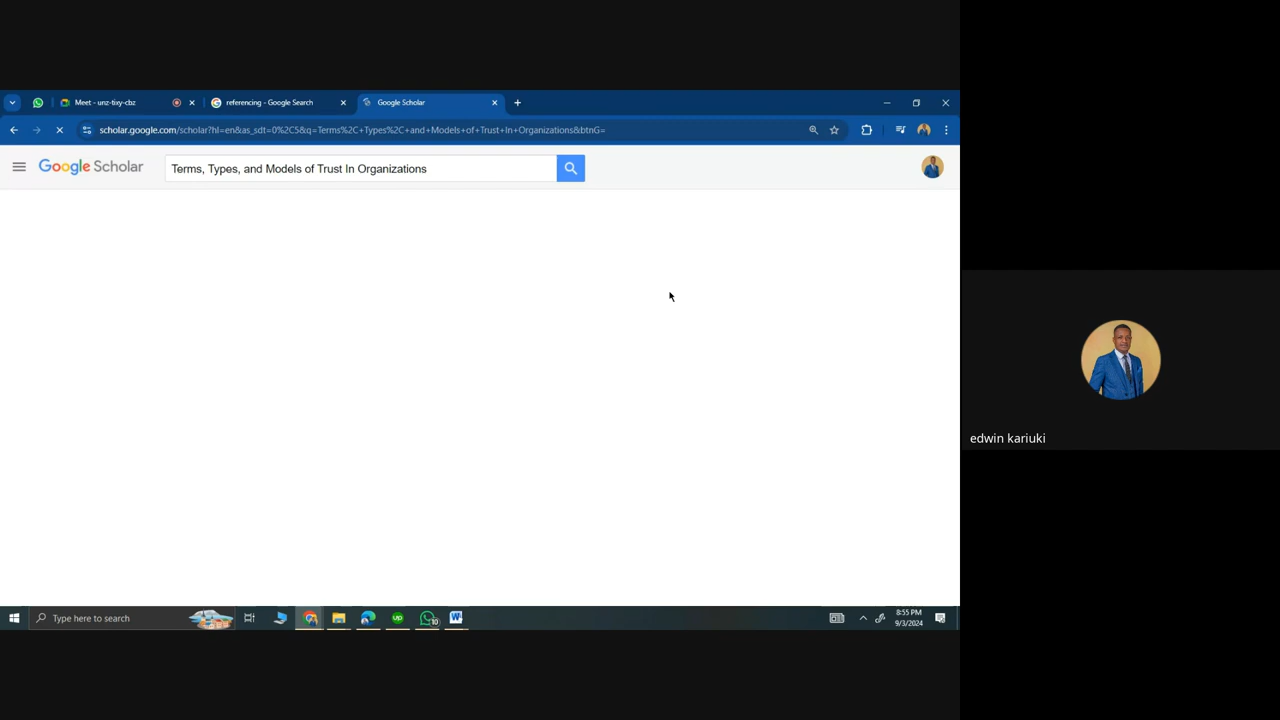 Meet - unz-tixy-cbz
referencing - Google Search
Google Scholar
scholar.google.com/scholar?hl=en&as_sdt=0%2C5&q=Terms%2C+Types%2C+and+Models+of+Trust+In+Organizations&btnG=
Google Scholar
Terms, Types, and Models of Trust In Organizations
edwin kariuki
Type here to search
up
10
W
8:55 PM
9/3/2024